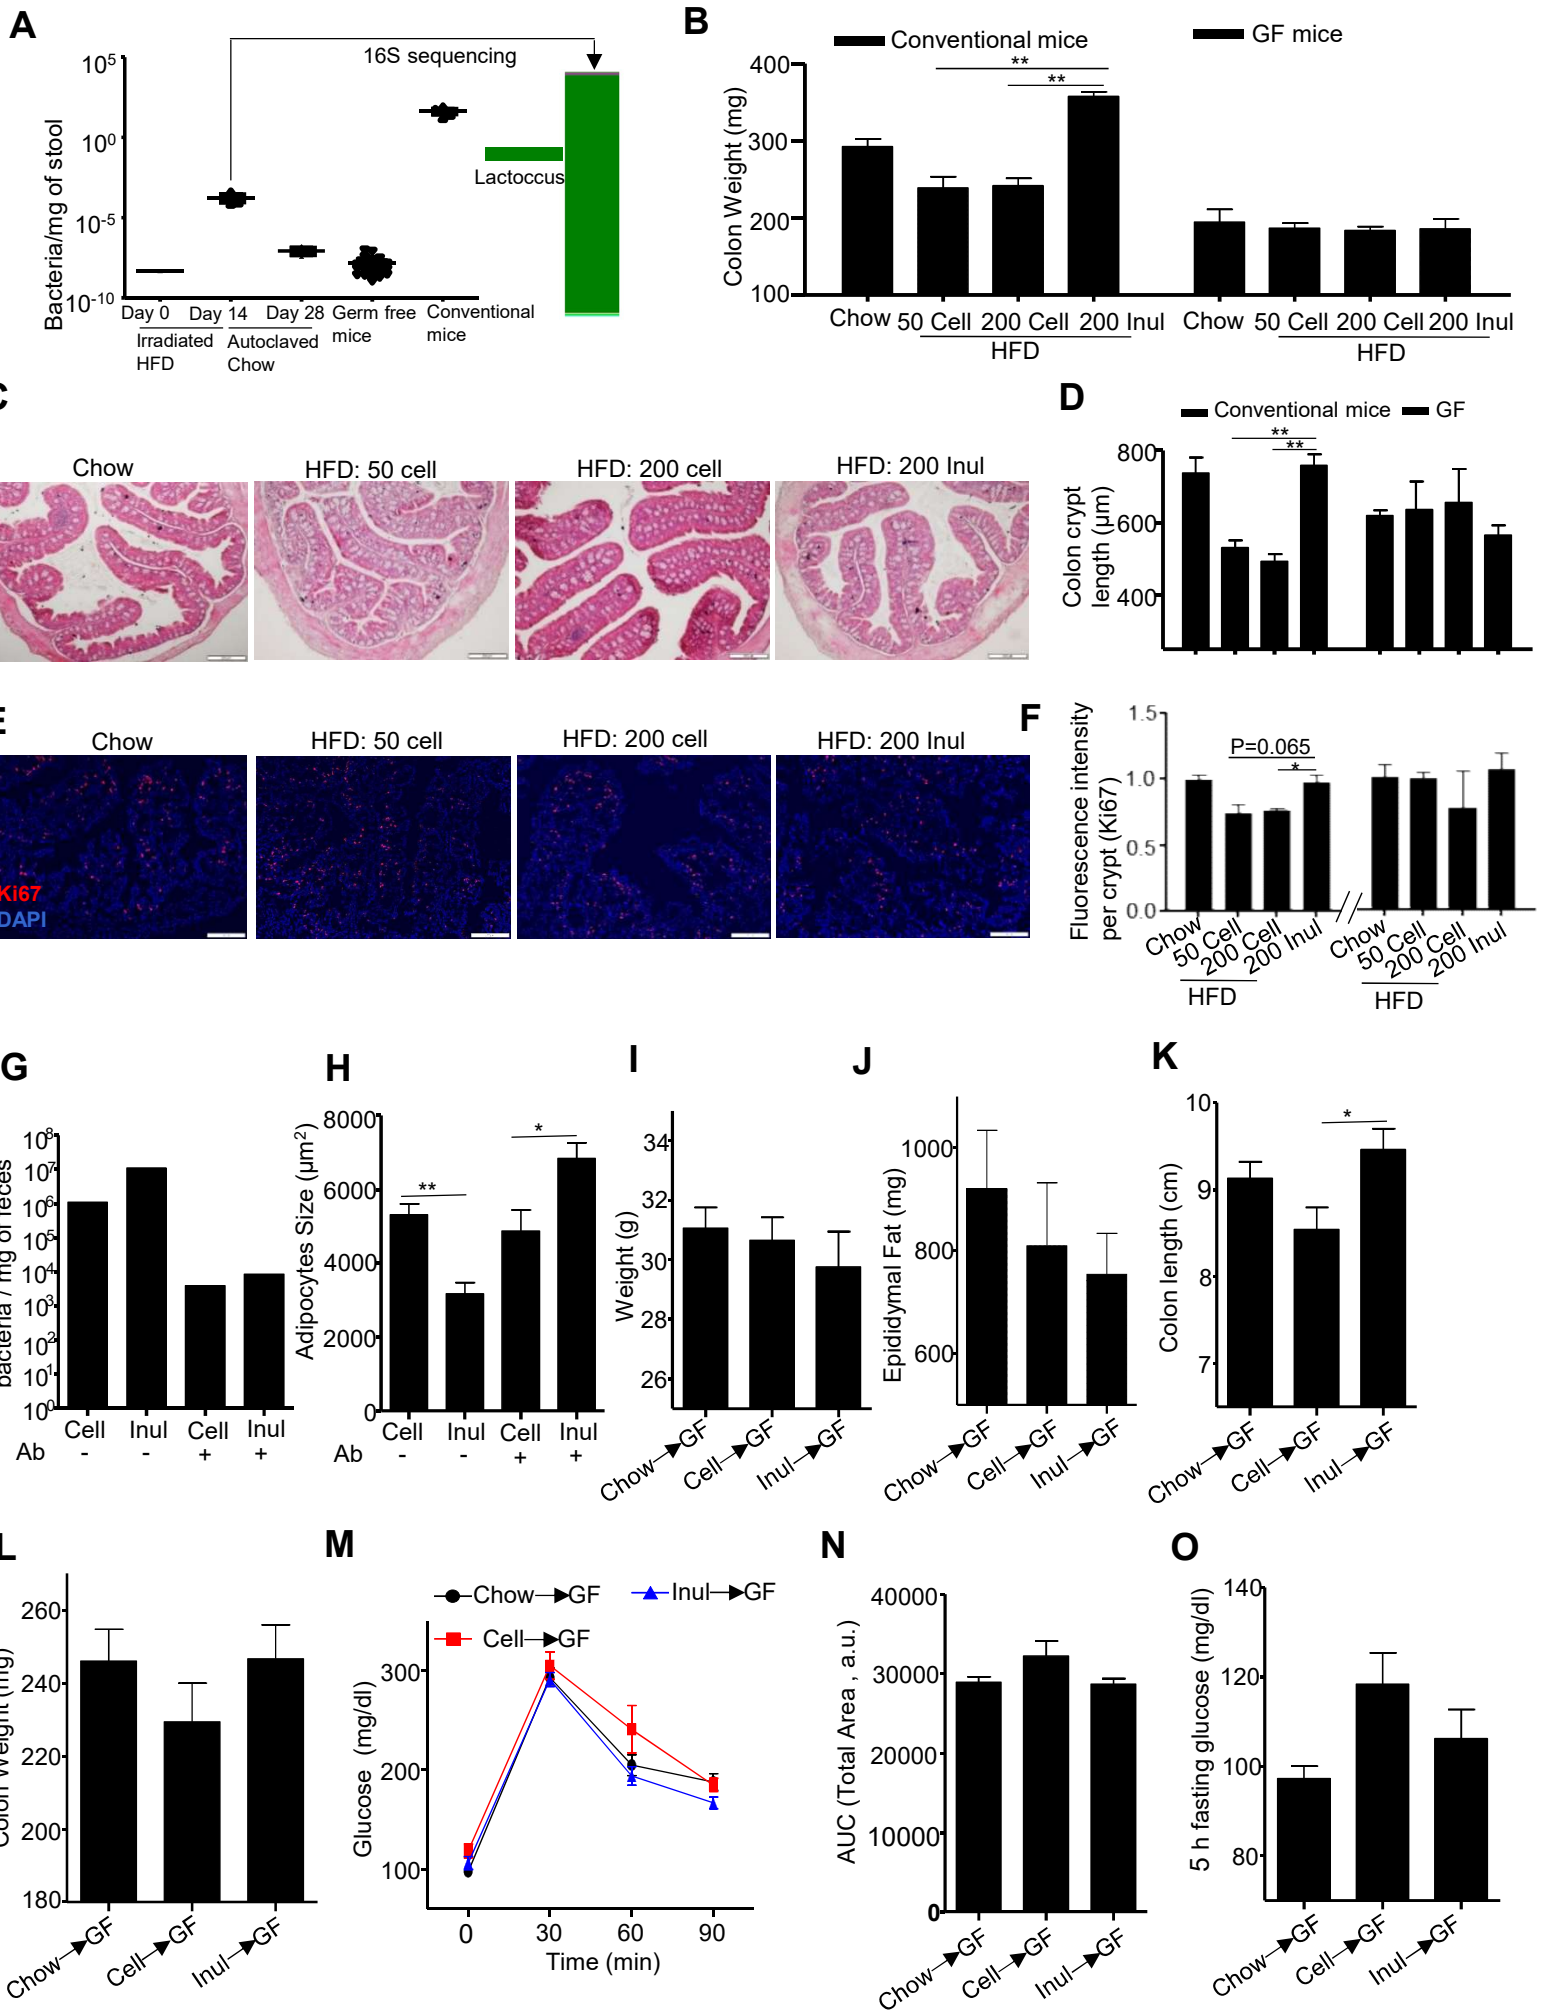 A
16S sequencing
Bacteria/mg of stool
10^5
10^0
10^-5
10^-10
Lactoccus
Day 0 Day 14 Day 28 Germ free mice Conventional mice
Irradiated HFD
Autoclaved Chow
B
Conventional mice
GF mice
Colon Weight (mg)
400
300
200
100
**
**
Chow 50 Cell 200 Cell 200 Inul
HFD
Chow 50 Cell 200 Cell 200 Inul
HFD
Chow
HFD: 50 cell
HFD: 200 cell
HFD: 200 Inul
D
Conventional mice
GF
Colon crypt
length (µm)
800
600
400
**
**
Chow
HFD: 50 cell
HFD: 200 cell
HFD: 200 Inul
Ki67
DAPI
F
Fluorescence intensity
per crypt (Ki67)
1.5
1.0
0.5
0.0
P=0.065
*
Chow 50 Cell 200 Cell 200 Inul
HFD
Chow 50 Cell 200 Cell 200 Inul
HFD
G
bacteria / mg of feces
10^8
10^7
10^6
10^5
10^4
10^3
10^2
10^1
10^0
Cell Inul Cell Inul
Ab - - + +
H
Adipocytes Size (µm²)
8000
6000
4000
2000
0
**
*
Cell Inul Cell Inul
Ab - - + +
I
Weight (g)
34
32
30
28
26
Chow→GF
Cell→GF
Inul→GF
J
Epididymal Fat (mg)
1000
800
600
Chow→GF
Cell→GF
Inul→GF
K
Colon length (cm)
10
9
8
7
*
Chow→GF
Cell→GF
Inul→GF
L
Colon Weight (mg)
260
240
220
200
180
Chow→GF
Cell→GF
Inul→GF
M
Chow→GF
Inul→GF
Cell→GF
Glucose (mg/dl)
300
200
100
0 30 60 90
Time (min)
N
AUC (Total Area , a.u.)
40000
30000
20000
10000
0
Chow→GF
Cell→GF
Inul→GF
O
5 h fasting glucose (mg/dl)
140
120
100
80
Chow→GF
Cell→GF
Inul→GF